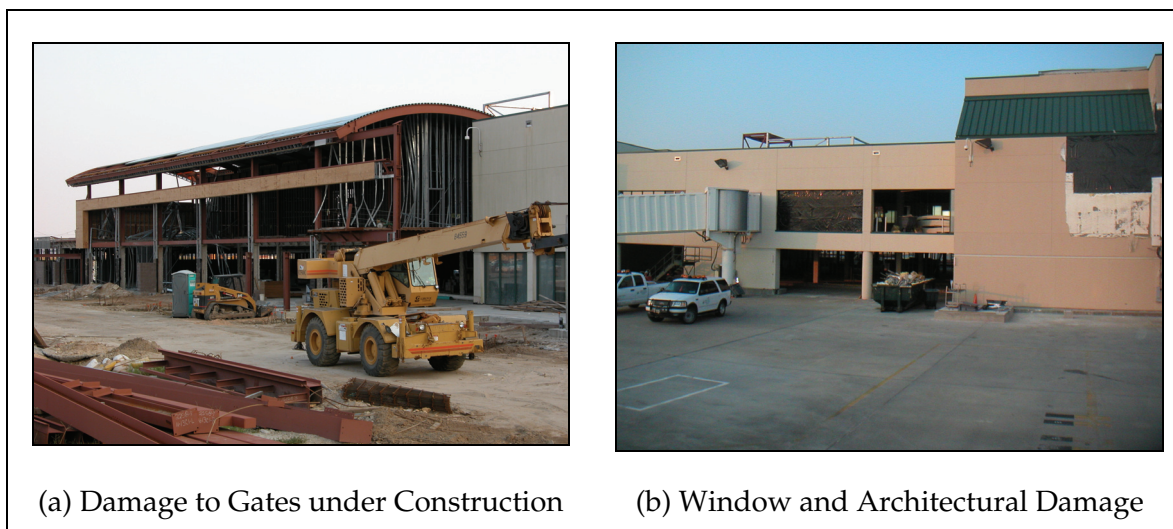 (a) Damage to Gates under Construction
(b) Window and Architectural Damage